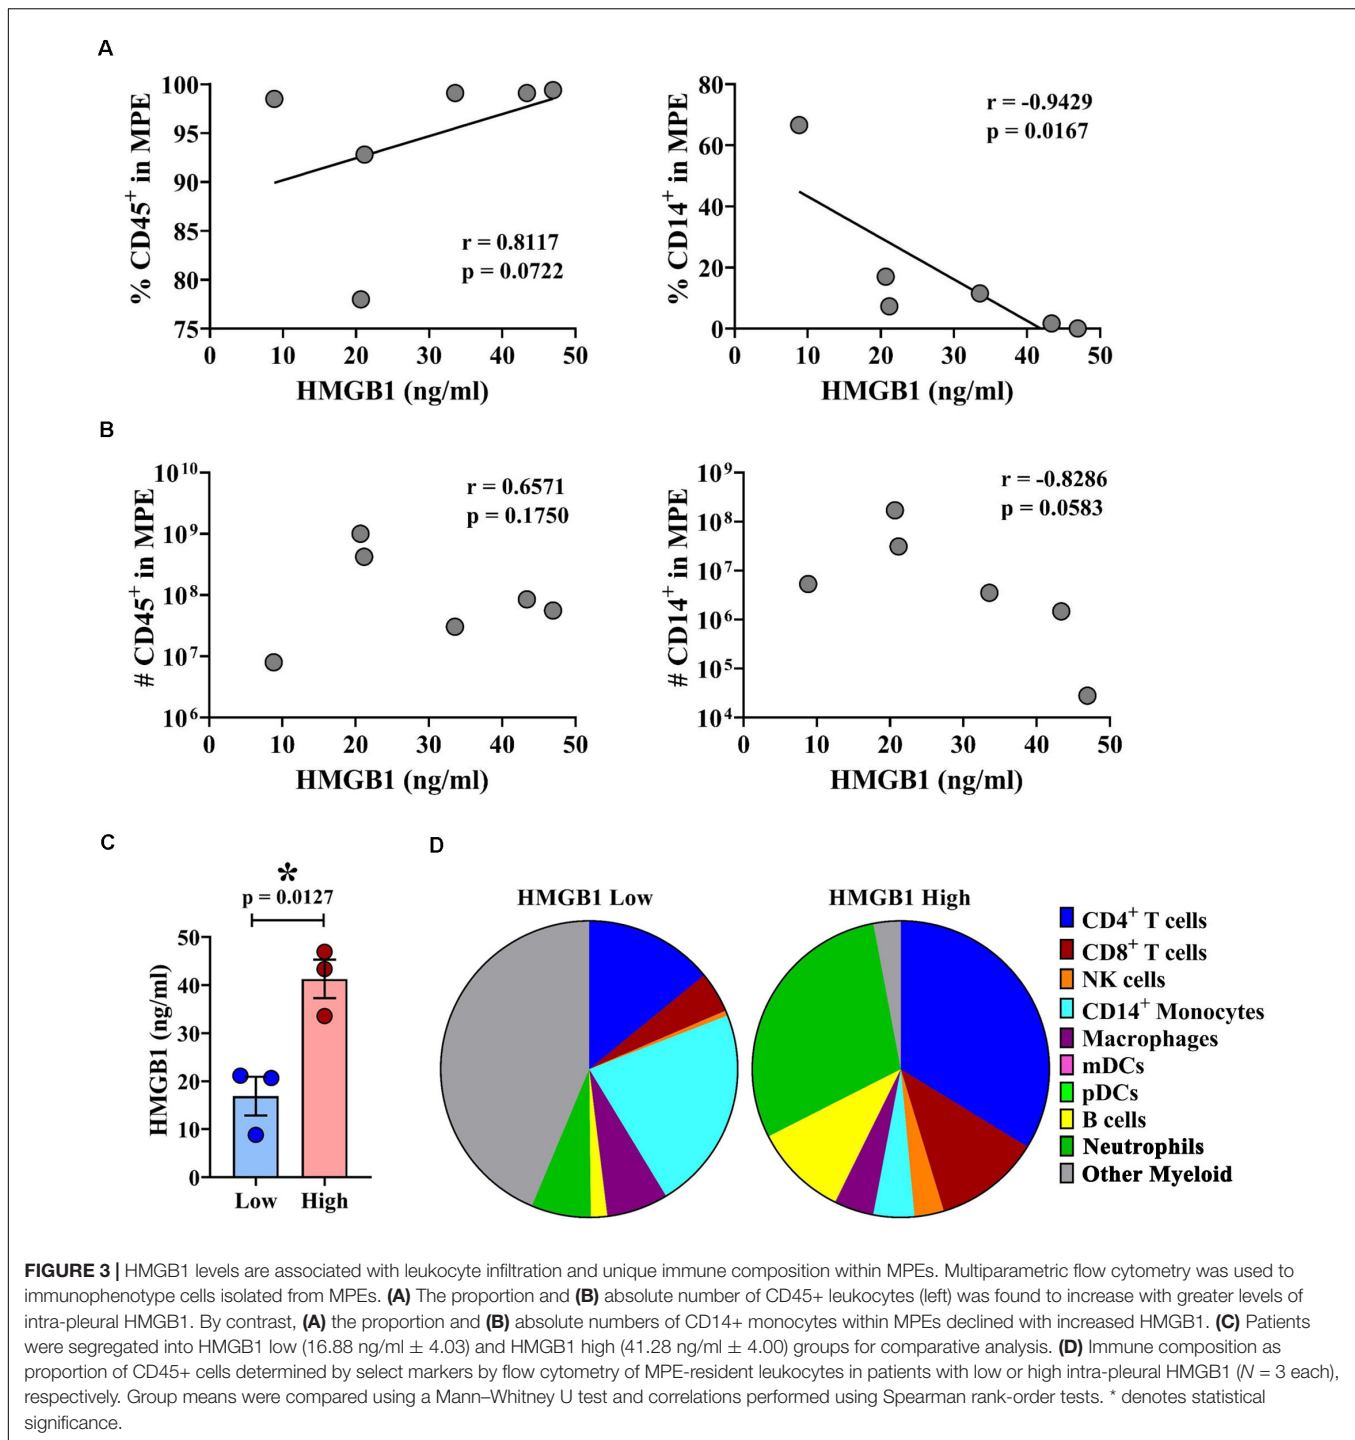 A
% CD45+ in MPE
100
95
90
85
80
75
0 10 20 30 40 50
HMGB1 (ng/ml)
r = 0.8117
p = 0.0722
% CD14+ in MPE
80
60
40
20
0
0 10 20 30 40 50
HMGB1 (ng/ml)
r = -0.9429
p = 0.0167
B
# CD45+ in MPE
10^10
10^9
10^8
10^7
10^6
0 10 20 30 40 50
HMGB1 (ng/ml)
r = 0.6571
p = 0.1750
# CD14+ in MPE
10^9
10^8
10^7
10^6
10^5
10^4
0 10 20 30 40 50
HMGB1 (ng/ml)
r = -0.8286
p = 0.0583
C
*
p = 0.0127
HMGB1 (ng/ml)
50
40
30
20
10
0
Low High
D
HMGB1 Low
HMGB1 High
CD4+ T cells
CD8+ T cells
NK cells
CD14+ Monocytes
Macrophages
mDCs
pDCs
B cells
Neutrophils
Other Myeloid
FIGURE 3 | HMGB1 levels are associated with leukocyte infiltration and unique immune composition within MPEs. Multiparametric flow cytometry was used to
immunophenotype cells isolated from MPEs. (A) The proportion and (B) absolute number of CD45+ leukocytes (left) was found to increase with greater levels of
intra-pleural HMGB1. By contrast, (A) the proportion and (B) absolute numbers of CD14+ monocytes within MPEs declined with increased HMGB1. (C) Patients
were segregated into HMGB1 low (16.88 ng/ml ± 4.03) and HMGB1 high (41.28 ng/ml ± 4.00) groups for comparative analysis. (D) Immune composition as
proportion of CD45+ cells determined by select markers by flow cytometry of MPE-resident leukocytes in patients with low or high intra-pleural HMGB1 (N = 3 each),
respectively. Group means were compared using a Mann–Whitney U test and correlations performed using Spearman rank-order tests. * denotes statistical
significance.